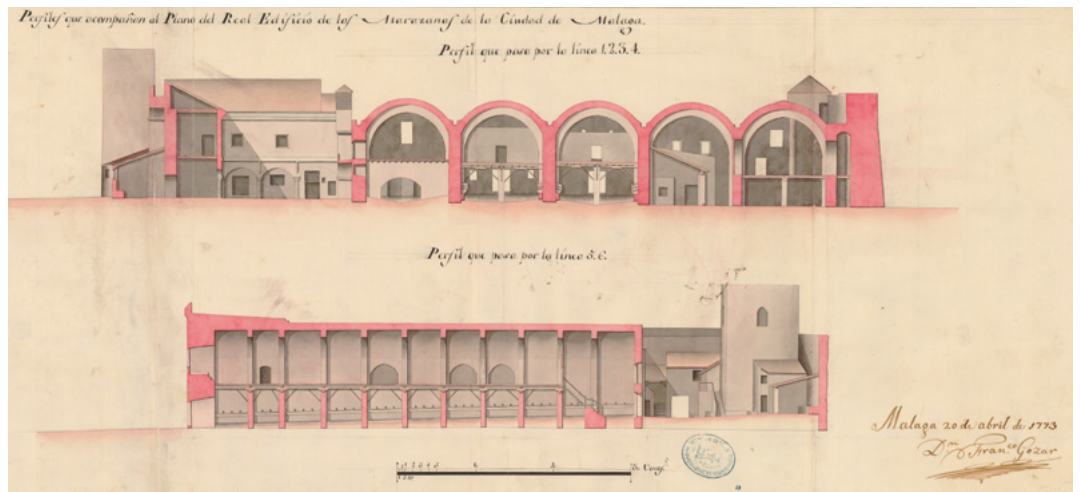 Perfiles que acompañan al Plano del Real Edificio de las Atarazanas de la Ciudad de Malaga.
Perfil que pasa por la linea 1.2.3.4.
Perfil que pasa por la linea 5.6.
Malaga 20 de abril de 1773
Dn Franco Gozar